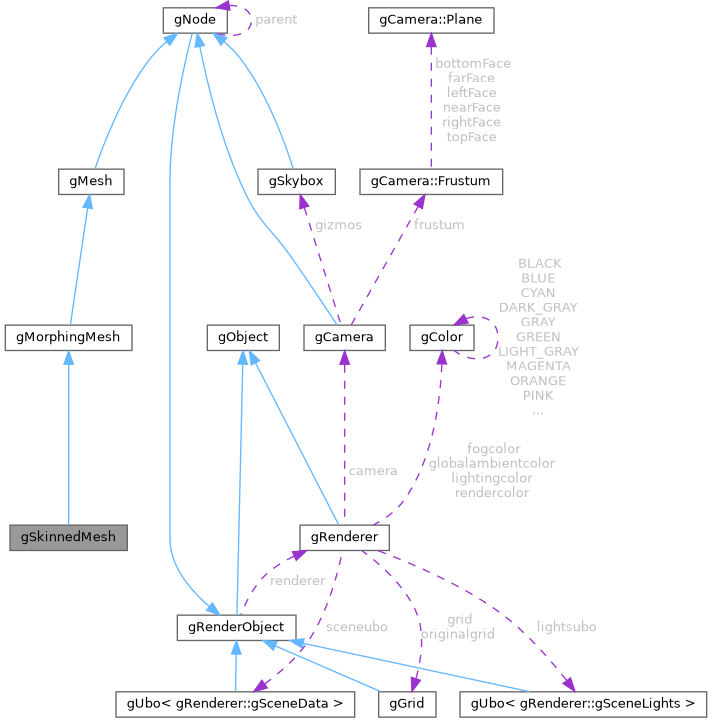 gNode
parent
gCamera::Plane
bottomFace
farFace
leftFace
nearFace
rightFace
topFace
gMesh
gSkybox
gCamera::Frustum
gizmos
frustum
BLACK
BLUE
CYAN
DARK_GRAY
GRAY
GREEN
LIGHT_GRAY
MAGENTA
ORANGE
PINK
...
gMorphingMesh
gObject
gCamera
gColor
camera
fogcolor
globalambientcolor
lightingcolor
rendercolor
gSkinnedMesh
gRenderer
renderer
gRenderObject
sceneubo
grid
originalgrid
lightsubo
gUbo< gRenderer::gSceneData >
gGrid
gUbo< gRenderer::gSceneLights >